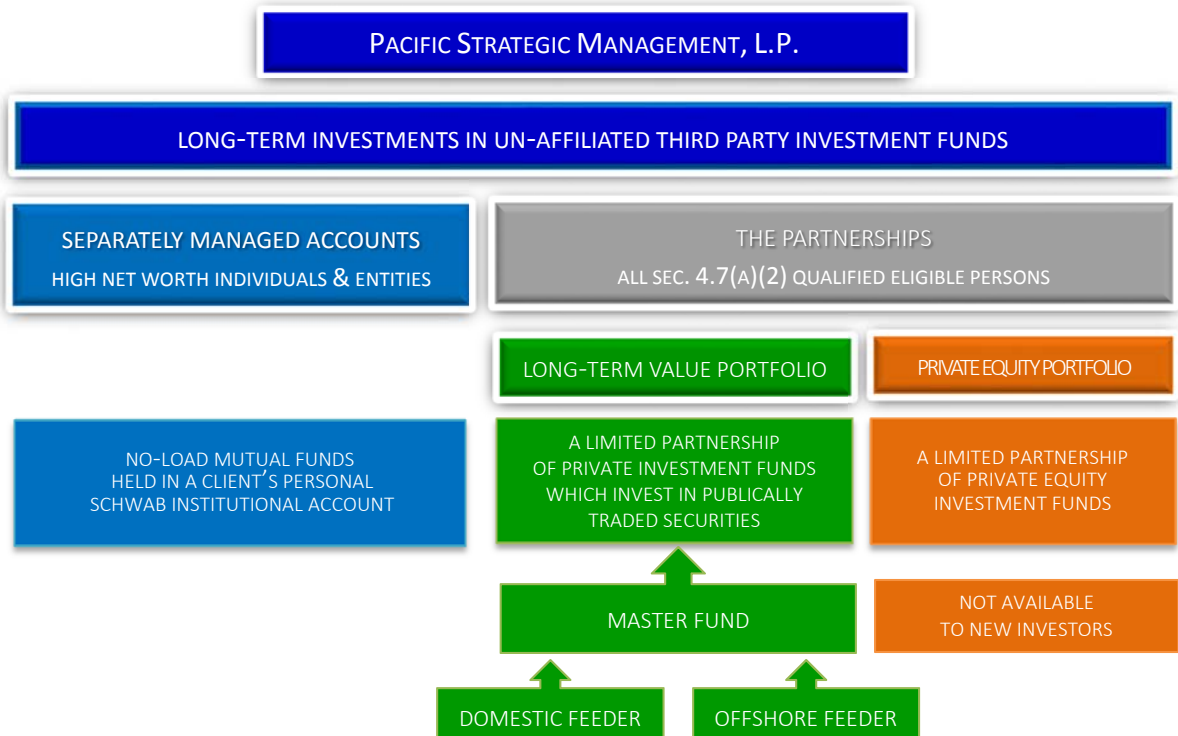 PACIFIC STRATEGIC MANAGEMENT, L.P.
LONG-TERM INVESTMENTS IN UN-AFFILIATED THIRD PARTY INVESTMENT FUNDS
SEPARATELY MANAGED ACCOUNTS
HIGH NET WORTH INDIVIDUALS & ENTITIES
THE PARTNERSHIPS
ALL SEC. 4.7(A)(2) QUALIFIED ELIGIBLE PERSONS
LONG-TERM VALUE PORTFOLIO
PRIVATE EQUITY PORTFOLIO
NO-LOAD MUTUAL FUNDS
HELD IN A CLIENT'S PERSONAL
SCHWAB INSTITUTIONAL ACCOUNT
A LIMITED PARTNERSHIP
OF PRIVATE INVESTMENT FUNDS
WHICH INVEST IN PUBLICALLY
TRADED SECURITIES
A LIMITED PARTNERSHIP
OF PRIVATE EQUITY
INVESTMENT FUNDS
MASTER FUND
NOT AVAILABLE
TO NEW INVESTORS
DOMESTIC FEEDER
OFFSHORE FEEDER